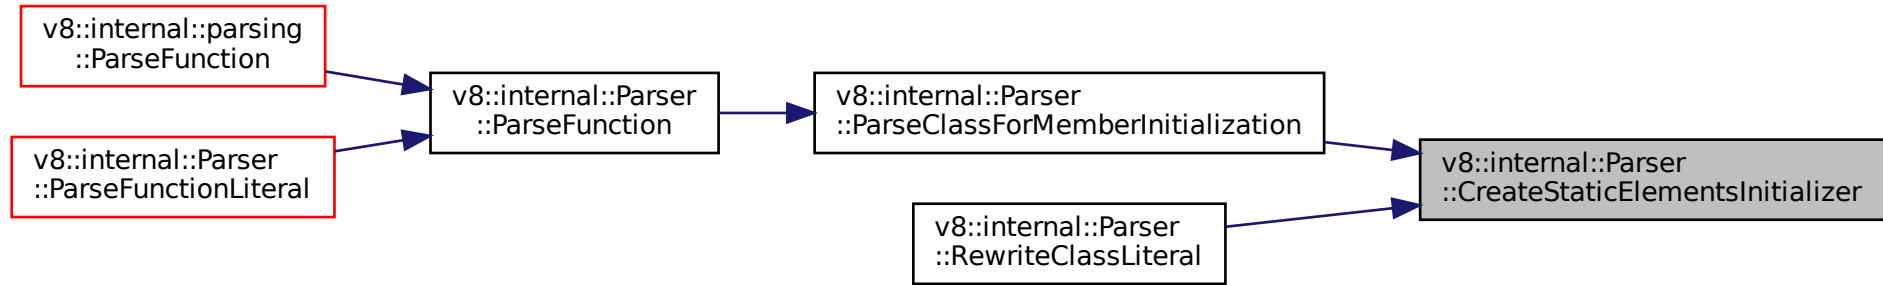 v8::internal::parsing
::ParseFunction
v8::internal::Parser
::ParseFunctionLiteral
v8::internal::Parser
::ParseFunction
v8::internal::Parser
::ParseClassForMemberInitialization
v8::internal::Parser
::RewriteClassLiteral
v8::internal::Parser
::CreateStaticElementsInitializer